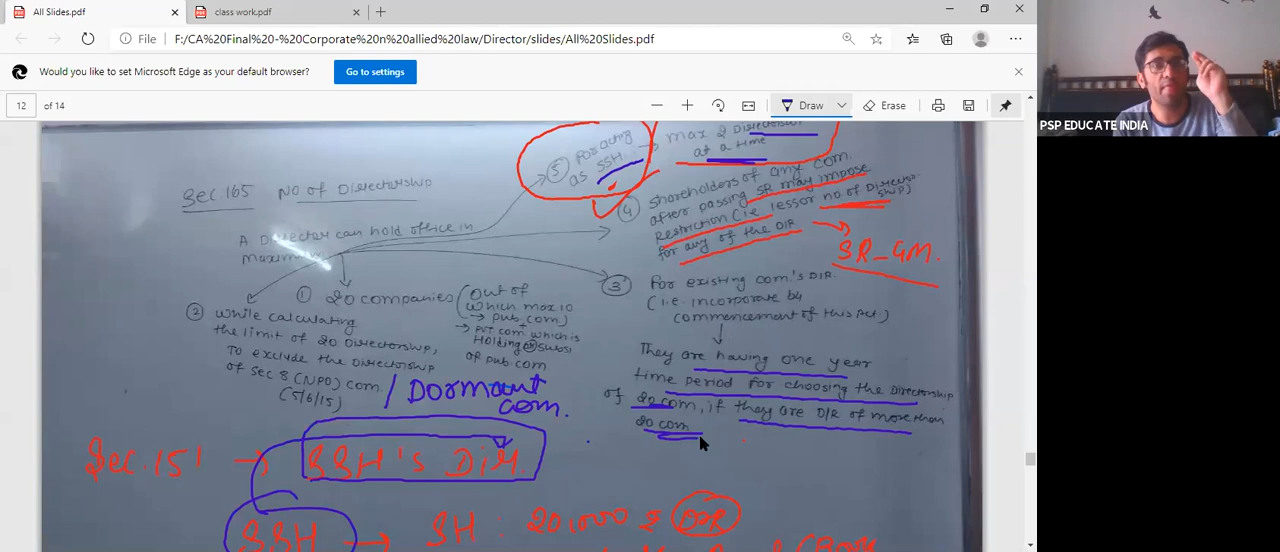 All Slides.pdf
class work.pdf
File
F:/CA%20Final%20-%20Corporate%20n%20allied%20law/Director/slides/All%20Slides.pdf
Would you like to set Microsoft Edge as your default browser?
Go to settings
12 of 14
Draw
Erase
PSP EDUCATE INDIA
Sec.165 No of Directorship
A Director can hold office in
maximum
① 20 companies (out of
which max 10
→ pub.com)
→ pvt com which is
Holding or subsi
of pub.com
② While calculating
the limit of 20 Directorship,
To exclude the Directorship
of Sec 8 (NPO) com.
(5/6/15)
/ Dormant
com.
③ For existing com.'s DIR.
(i.e. incorporate by
commencement of this Act)
They are having one year
time period for choosing the Directorship
of 20 com, if they are DIR of more than
20 com
④ Shareholders of any com.
after passing SR may impose
Restriction (i.e lessor no. of Director
ship)
for any of the DIR
SR_GM.
⑤ For acting
as SSH
→ max 2 Directorship
at a time
Sec.151 → SSH's Dir.
SSH → SH : 20,000 &